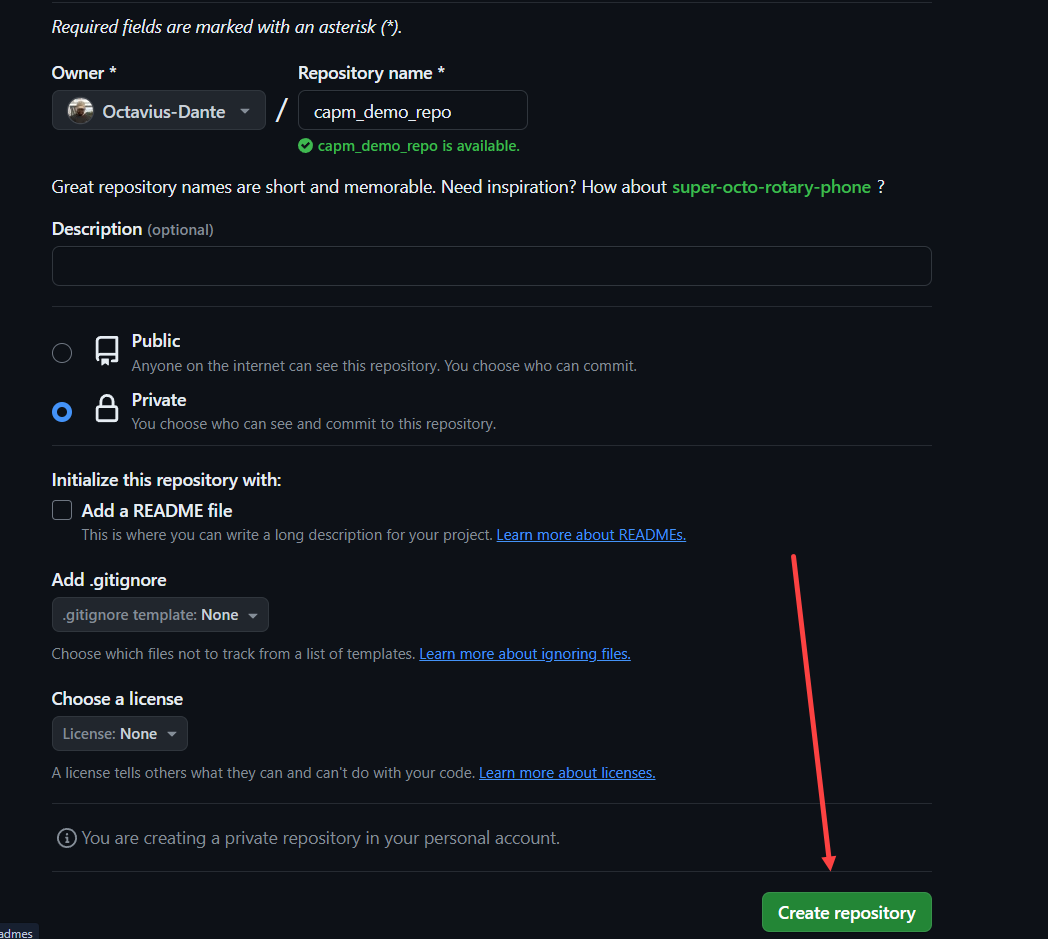 Required fields are marked with an asterisk (*).
Owner * Repository name *
Octavius-Dante / capm_demo_repo
capm_demo_repo is available.
Great repository names are short and memorable. Need inspiration? How about super-octo-rotary-phone ?
Description (optional)
Public
Anyone on the internet can see this repository. You choose who can commit.
Private
You choose who can see and commit to this repository.
Initialize this repository with:
Add a README file
This is where you can write a long description for your project. Learn more about READMEs.
Add .gitignore
.gitignore template: None
Choose which files not to track from a list of templates. Learn more about ignoring files.
Choose a license
License: None
A license tells others what they can and can't do with your code. Learn more about licenses.
You are creating a private repository in your personal account.
Create repository
admes